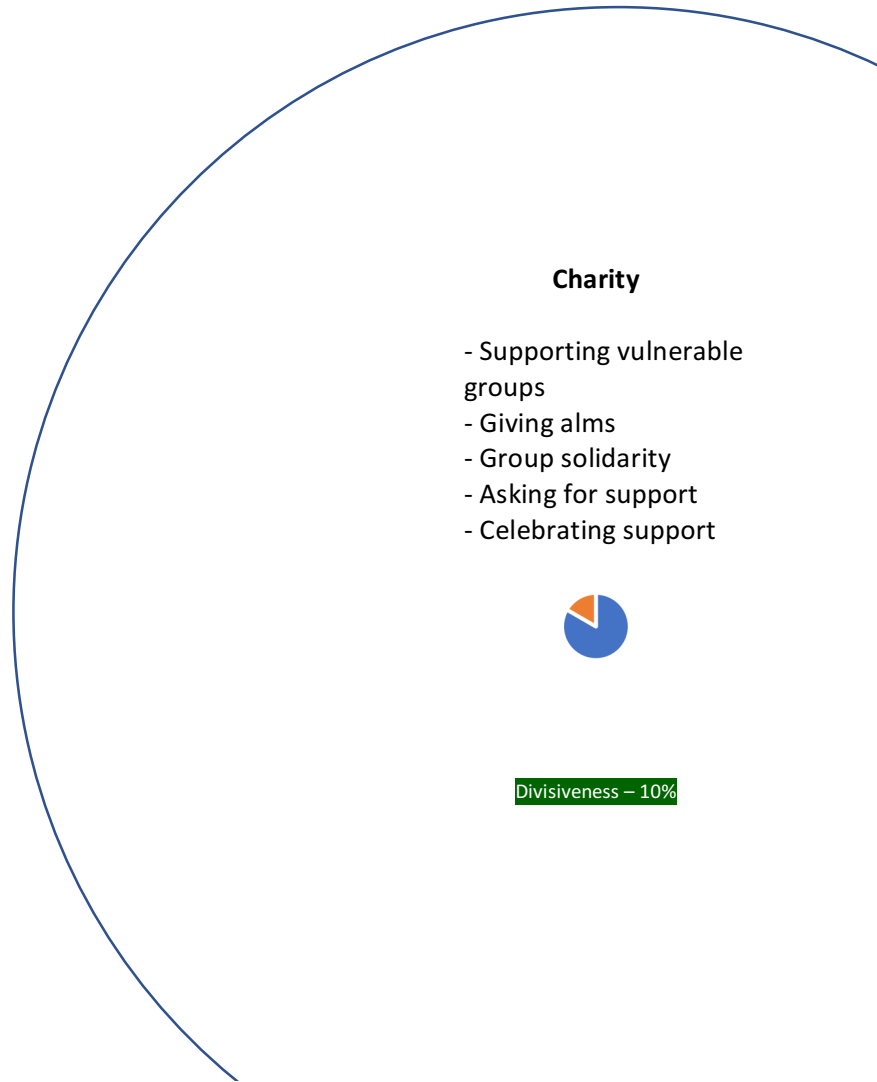 Charity
- Supporting vulnerable
groups
- Giving alms
- Group solidarity
- Asking for support
- Celebrating support
Divisiveness – 10%